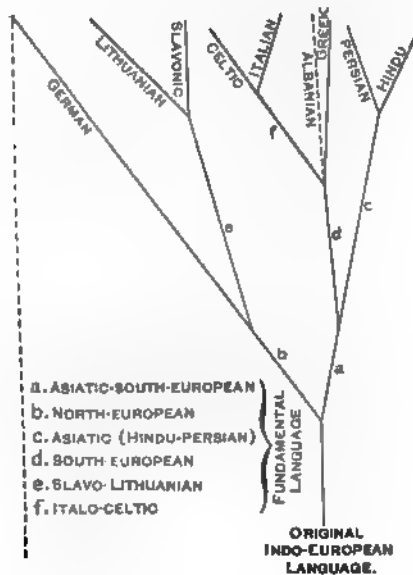 GERMAN
LITHUANIAN
SLAVONIC
CELTIC
ITALIAN
ALBANIAN
GREEK
PERSIAN
HINDU
f
e
d
c
b
a
a. ASIATIC-SOUTH-EUROPEAN
b. NORTH-EUROPEAN
c. ASIATIC (HINDU-PERSIAN)
d. SOUTH-EUROPEAN
e. SLAVO-LITHUANIAN
f. ITALO-CELTIC
FUNDAMENTAL
LANGUAGE
ORIGINAL
INDO-EUROPEAN
LANGUAGE.